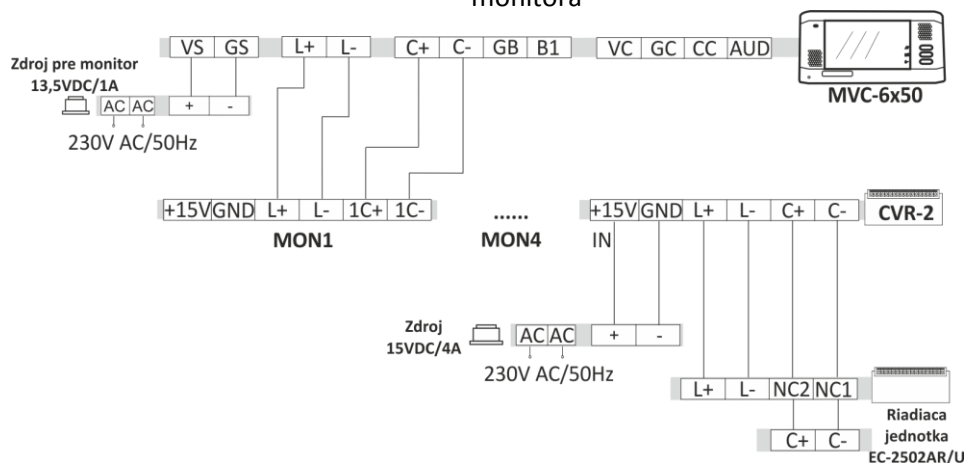 monitora
VS GS L+ L- C+ C- GB B1 VC GC CC AUD
Zdroj pre monitor
13,5VDC/1A
AC AC + -
230V AC/50Hz
MVC-6x50
+15V GND L+ L- 1C+ 1C-
MON1
......
MON4
+15V GND L+ L- C+ C-
IN
CVR-2
Zdroj
15VDC/4A
AC AC + -
230V AC/50Hz
L+ L- NC2 NC1
C+ C-
Riadiaca
jednotka
EC-2502AR/U